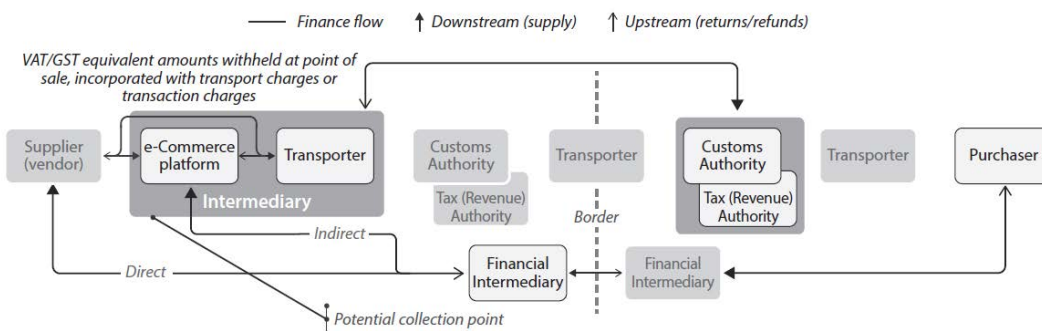 Finance flow
Downstream (supply)
Upstream (returns/refunds)
VAT/GST equivalent amounts withheld at point
of sale, incorporated with transport charges or
transaction charges
Supplier
(vendor)
e-Commerce
platform
Transporter
Intermediary
Customs
Authority
Tax (Revenue)
Authority
Transporter
Border
Customs
Authority
Tax (Revenue)
Authority
Transporter
Purchaser
Indirect
Direct
Financial
Intermediary
Financial
Intermediary
Potential collection point